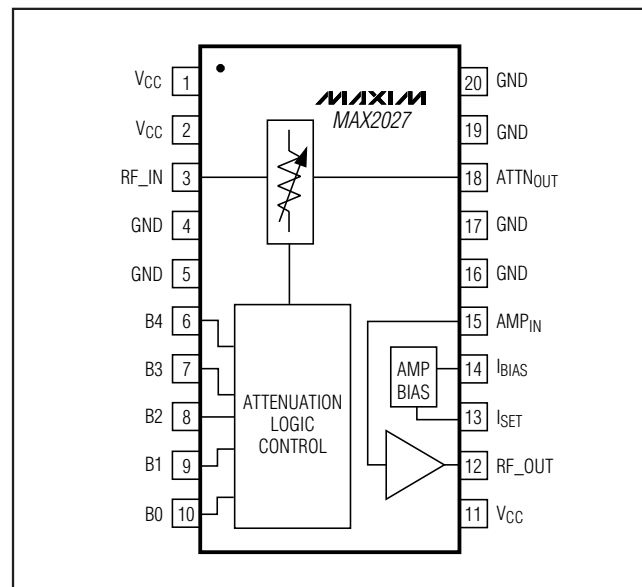 MAXIM
MAX2027
VCC 1
VCC 2
RF_IN 3
GND 4
GND 5
B4 6
B3 7
B2 8
B1 9
B0 10
20 GND
19 GND
18 ATTNOUT
17 GND
16 GND
15 AMPIN
14 IBIAS
13 ISET
12 RF_OUT
11 VCC
ATTENUATION
LOGIC
CONTROL
AMP
BIAS